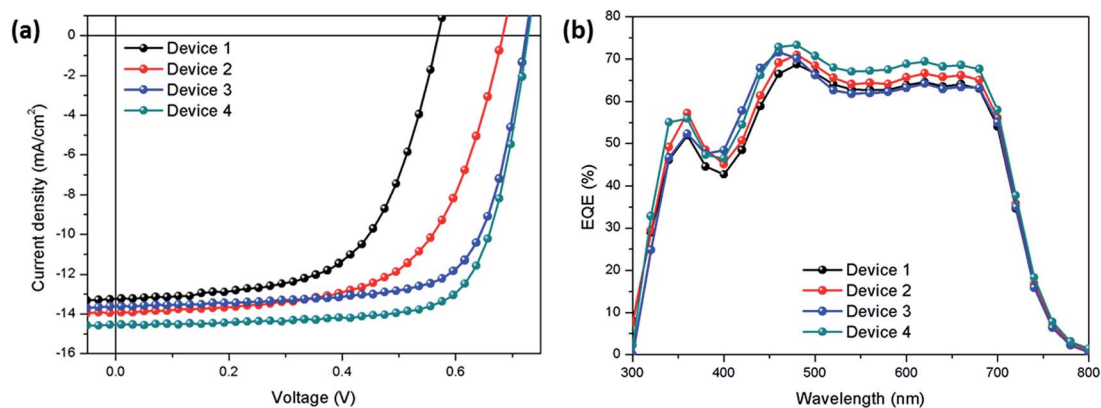 (a)
0
-2
-4
-6
-8
-10
-12
-14
-16
Current density (mA/cm²)
Device 1
Device 2
Device 3
Device 4
0.0 0.2 0.4 0.6
Voltage (V)
(b)
80
70
60
50
40
30
20
10
0
EQE (%)
Device 1
Device 2
Device 3
Device 4
300 400 500 600 700 800
Wavelength (nm)